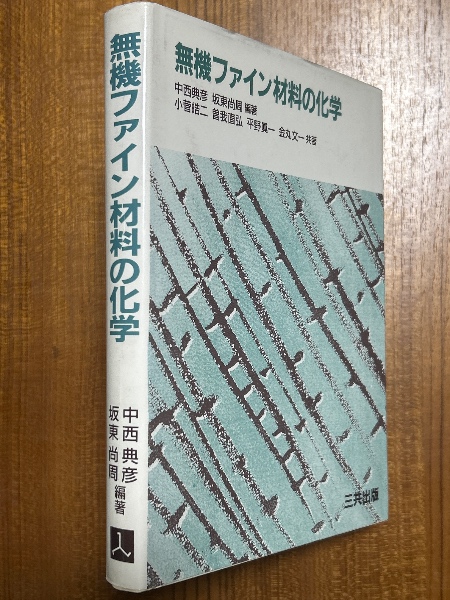 無機ファイン材料の化学
中西典彦 坂東尚周 編著
小菅皓二 曽我直弘 平野眞一 金丸文一 共著
三共出版
無機ファイン材料の化学
中西典彦
坂東尚周
編著